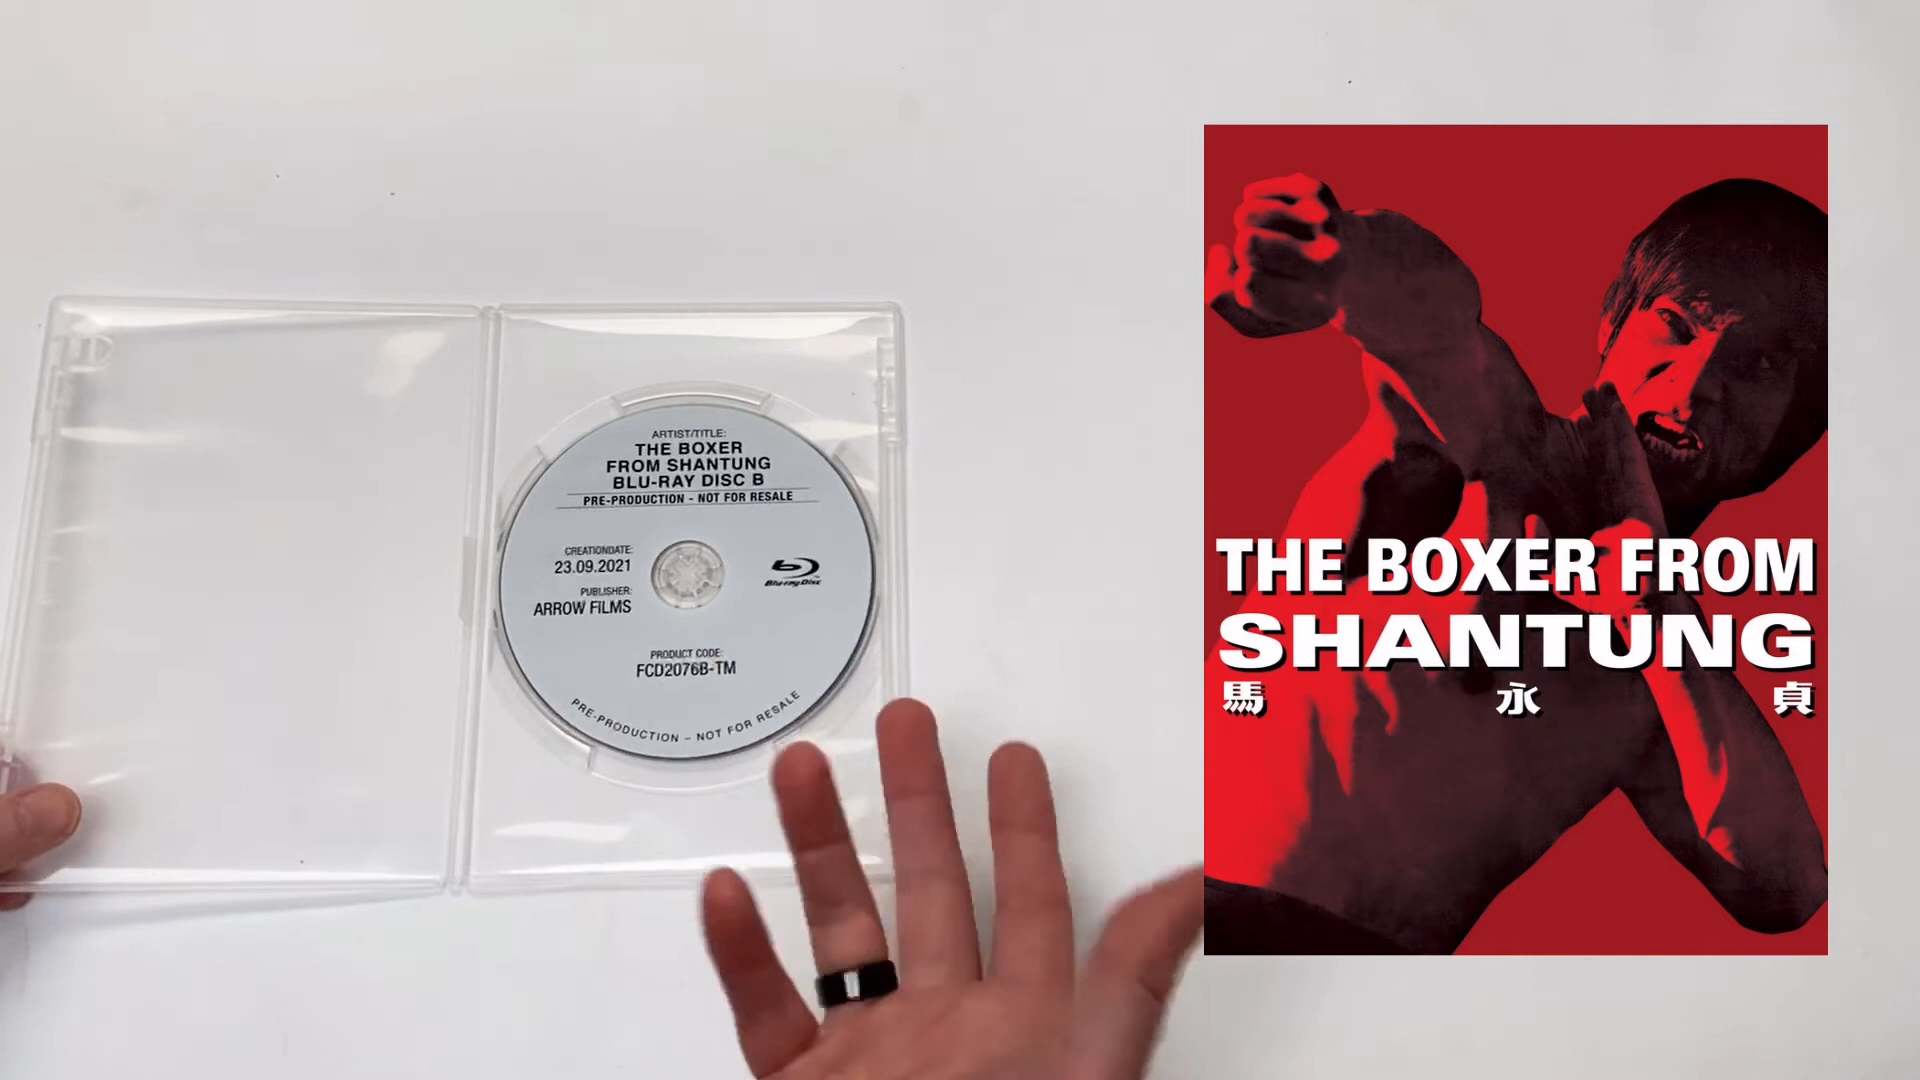 ARTIST/TITLE:
THE BOXER
FROM SHANTUNG
BLU-RAY DISC B
PRE-PRODUCTION - NOT FOR RESALE
CREATIONDATE:
23.09.2021
PUBLISHER:
ARROW FILMS
Blu-ray Disc
PRODUCT CODE:
FCD2076B-TM
PRE-PRODUCTION - NOT FOR RESALE
THE BOXER FROM
SHANTUNG
馬永貞